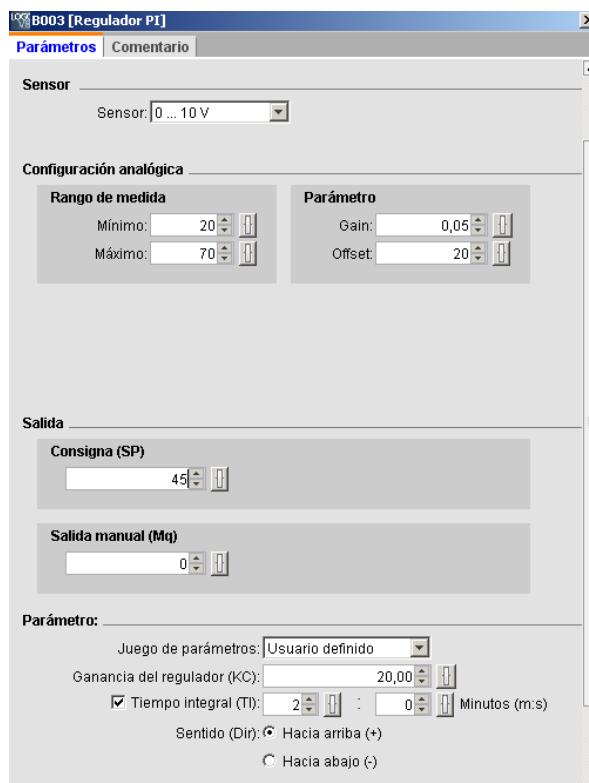 B003 [Regulador PI]
Parámetros Comentario
Sensor
Sensor: 0 ... 10 V
Configuración analógica
Rango de medida Parámetro
Mínimo: 20 Gain: 0,05
Máximo: 70 Offset: 20
Salida
Consigna (SP)
45
Salida manual (Mq)
0
Parámetro:
Juego de parámetros: Usuario definido
Ganancia del regulador (KC): 20,00
Tiempo integral (TI): 2 : 0 Minutos (m:s)
Sentido (Dir): Hacia arriba (+)
Hacia abajo (-)